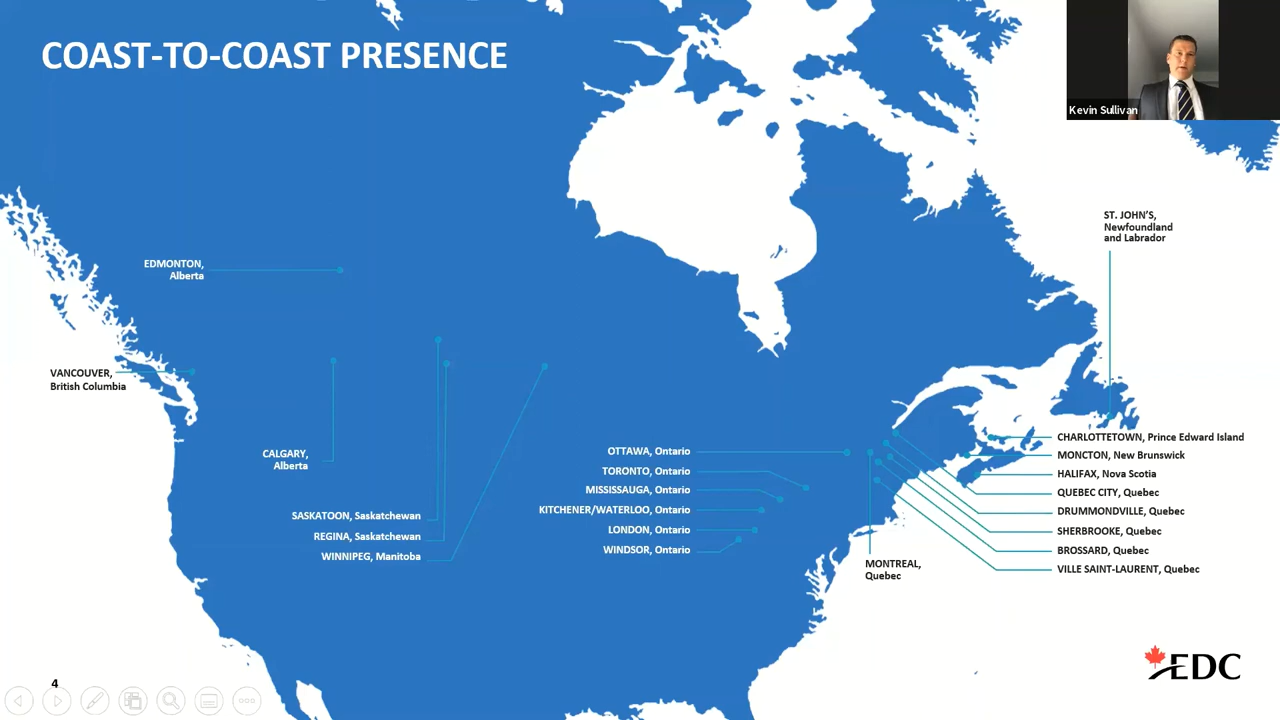 COAST-TO-COAST PRESENCE
Kevin Sullivan
ST. JOHN'S,
Newfoundland
and Labrador
EDMONTON,
Alberta
VANCOUVER,
British Columbia
CALGARY,
Alberta
SASKATOON, Saskatchewan
REGINA, Saskatchewan
WINNIPEG, Manitoba
OTTAWA, Ontario
TORONTO, Ontario
MISSISSAUGA, Ontario
KITCHENER/WATERLOO, Ontario
LONDON, Ontario
WINDSOR, Ontario
MONTREAL,
Quebec
CHARLOTTETOWN, Prince Edward Island
MONCTON, New Brunswick
HALIFAX, Nova Scotia
QUEBEC CITY, Quebec
DRUMMONDVILLE, Quebec
SHERBROOKE, Quebec
BROSSARD, Quebec
VILLE SAINT-LAURENT, Quebec
EDC
4